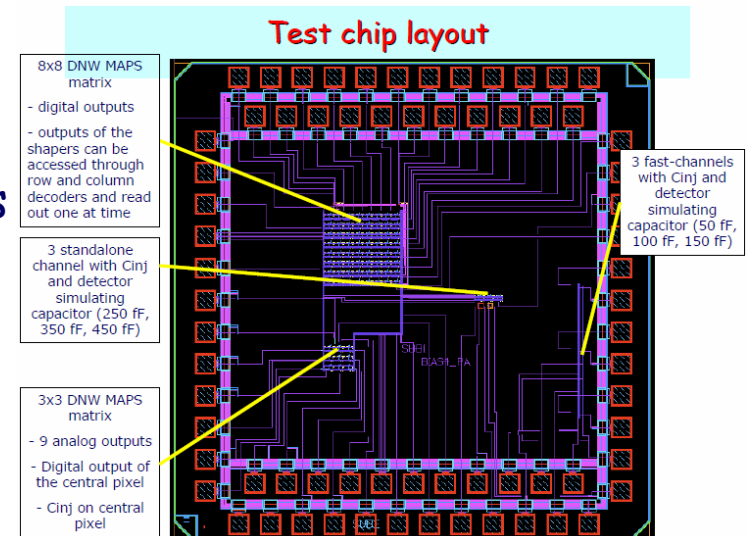 Test chip layout
8x8 DNW MAPS
matrix
- digital outputs
- outputs of the
shapers can be
accessed through
row and column
decoders and read
out one at time
s
3 standalone
channel with Cinj
and detector
simulating
capacitor (250 fF,
350 fF, 450 fF)
3x3 DNW MAPS
matrix
- 9 analog outputs
- Digital output of
the central pixel
- Cinj on central
pixel
3 fast-channels
with Cinj and
detector
simulating
capacitor (50 fF,
100 fF, 150 fF)